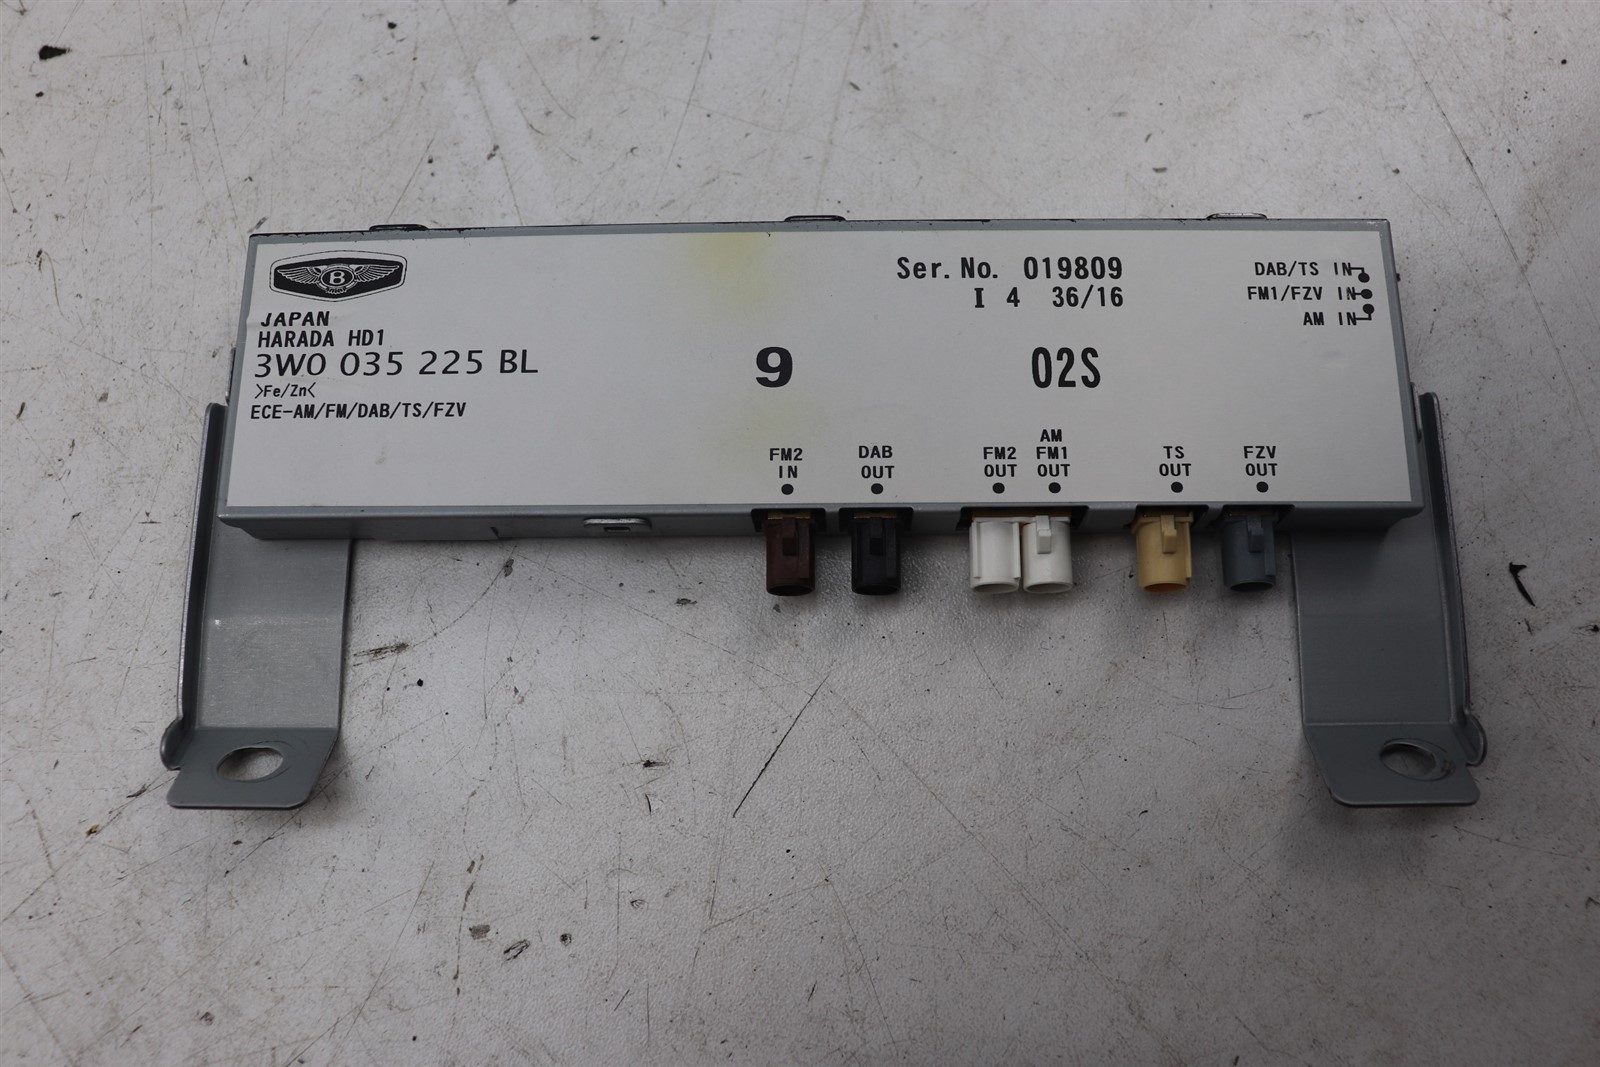 B
JAPAN
HARADA HD1
3W0 035 225 BL
>Fe/Zn<
ECE-AM/FM/DAB/TS/FZV
9
Ser. No. 019809
I 4 36/16
02S
DAB/TS IN
FM1/FZV IN
AM IN
FM2
IN
DAB
OUT
FM2
OUT
AM
FM1
OUT
TS
OUT
FZV
OUT